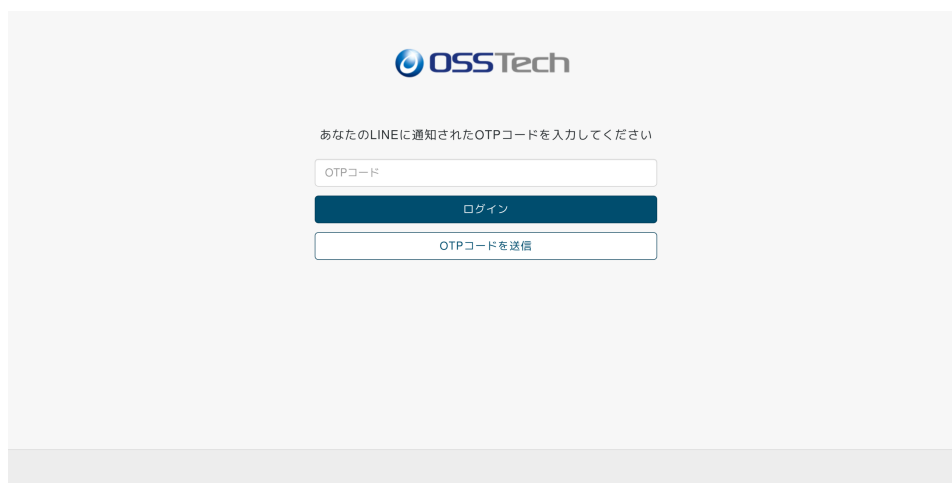 OSSTech
あなたのLINEに通知されたOTPコードを入力してください
OTPコード
ログイン
OTPコードを送信